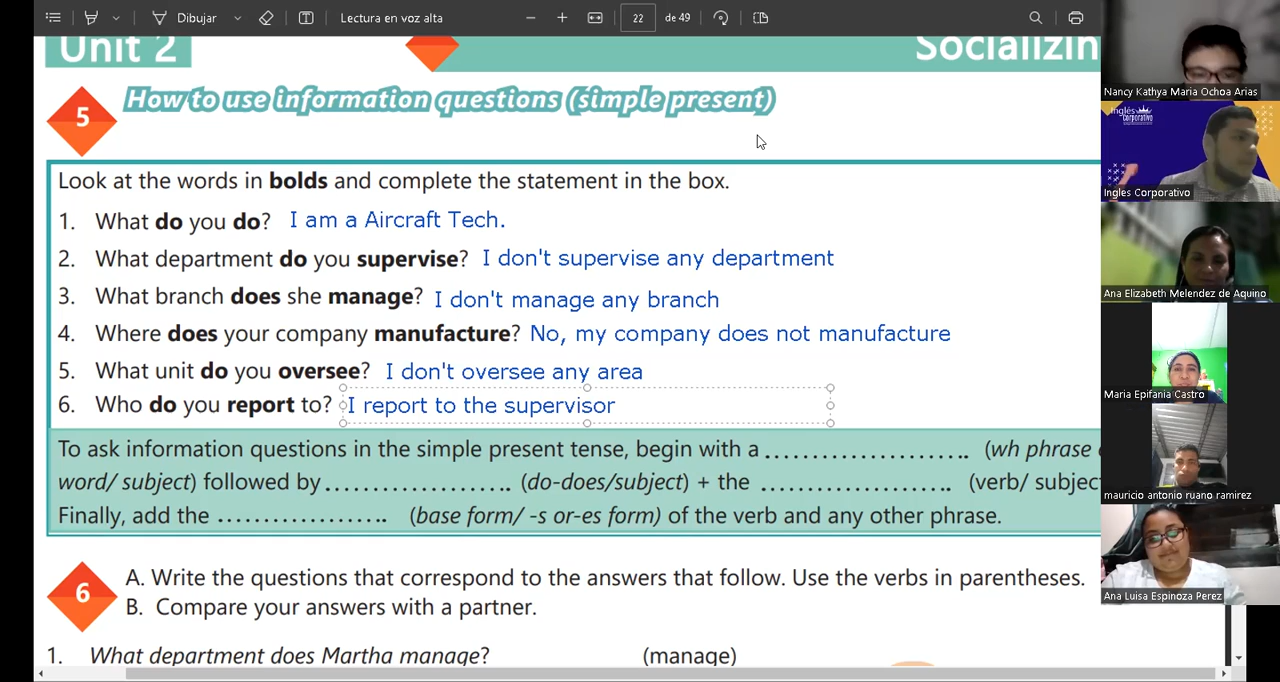 Dibujar
Lectura en voz alta
22
de 49
Unit 2
Socializin
5
How to use information questions (simple present)
Look at the words in bolds and complete the statement in the box.
1. What do you do? I am a Aircraft Tech.
2. What department do you supervise? I don't supervise any department
3. What branch does she manage? I don't manage any branch
4. Where does your company manufacture? No, my company does not manufacture
5. What unit do you oversee? I don't oversee any area
6. Who do you report to? I report to the supervisor
To ask information questions in the simple present tense, begin with a ...................... (wh phrase
word/ subject) followed by .................... (do-does/subject) + the .................... (verb/ subjec
Finally, add the .................. (base form/ -s or-es form) of the verb and any other phrase.
6
A. Write the questions that correspond to the answers that follow. Use the verbs in parentheses.
B. Compare your answers with a partner.
1. What department does Martha manage? (manage)
Nancy Kathya Maria Ochoa Arias
Inglés
Corporativo
Ingles Corporativo
Ana Elizabeth Melendez de Aquino
Maria Epifania Castro
mauricio antonio ruano ramirez
Ana Luisa Espinoza Perez